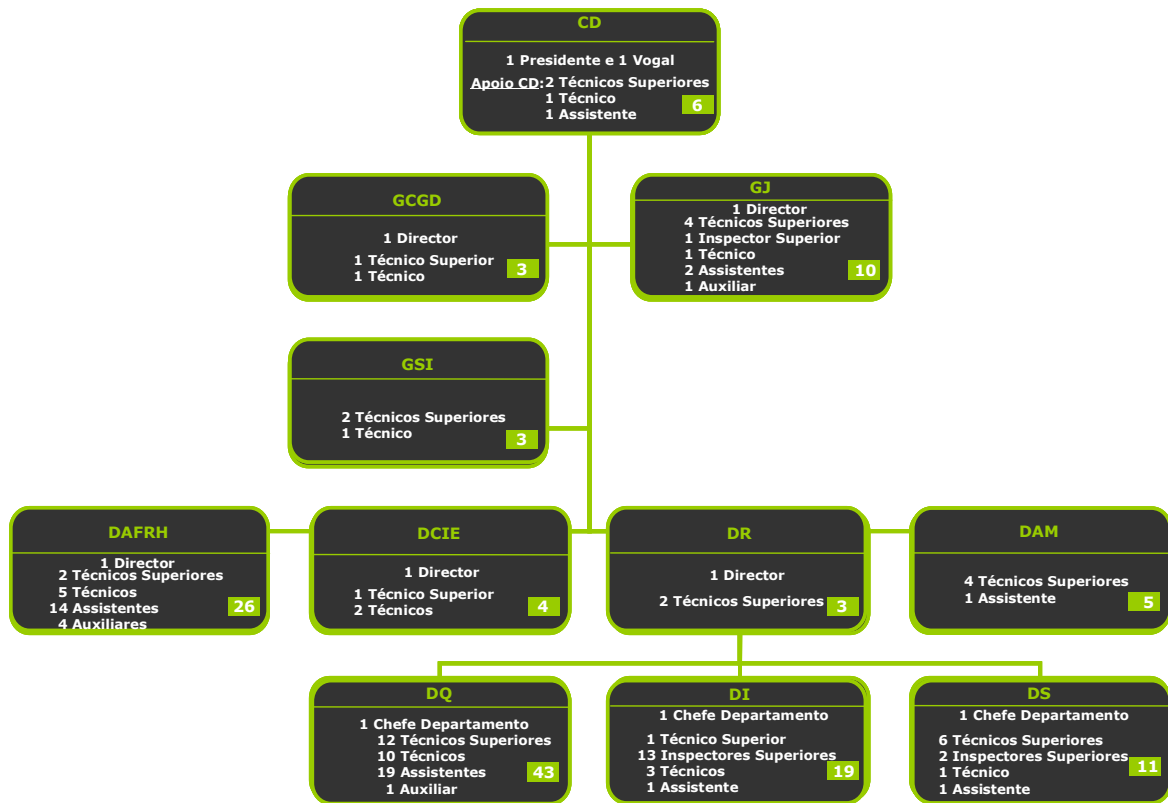 CD
1 Presidente e 1 Vogal
Apoio CD: 2 Técnicos Superiores
1 Técnico
1 Assistente
6
GCGD
1 Director
1 Técnico Superior
1 Técnico
3
GJ
1 Director
4 Técnicos Superiores
1 Inspector Superior
1 Técnico
2 Assistentes
1 Auxiliar
10
GSI
2 Técnicos Superiores
1 Técnico
3
DAFRH
1 Director
2 Técnicos Superiores
5 Técnicos
14 Assistentes
4 Auxiliares
26
DCIE
1 Director
1 Técnico Superior
2 Técnicos
4
DR
1 Director
2 Técnicos Superiores
3
DAM
4 Técnicos Superiores
1 Assistente
5
DQ
1 Chefe Departamento
12 Técnicos Superiores
10 Técnicos
19 Assistentes
1 Auxiliar
43
DI
1 Chefe Departamento
1 Técnico Superior
13 Inspectores Superiores
3 Técnicos
1 Assistente
19
DS
1 Chefe Departamento
6 Técnicos Superiores
2 Inspectores Superiores
1 Técnico
1 Assistente
11